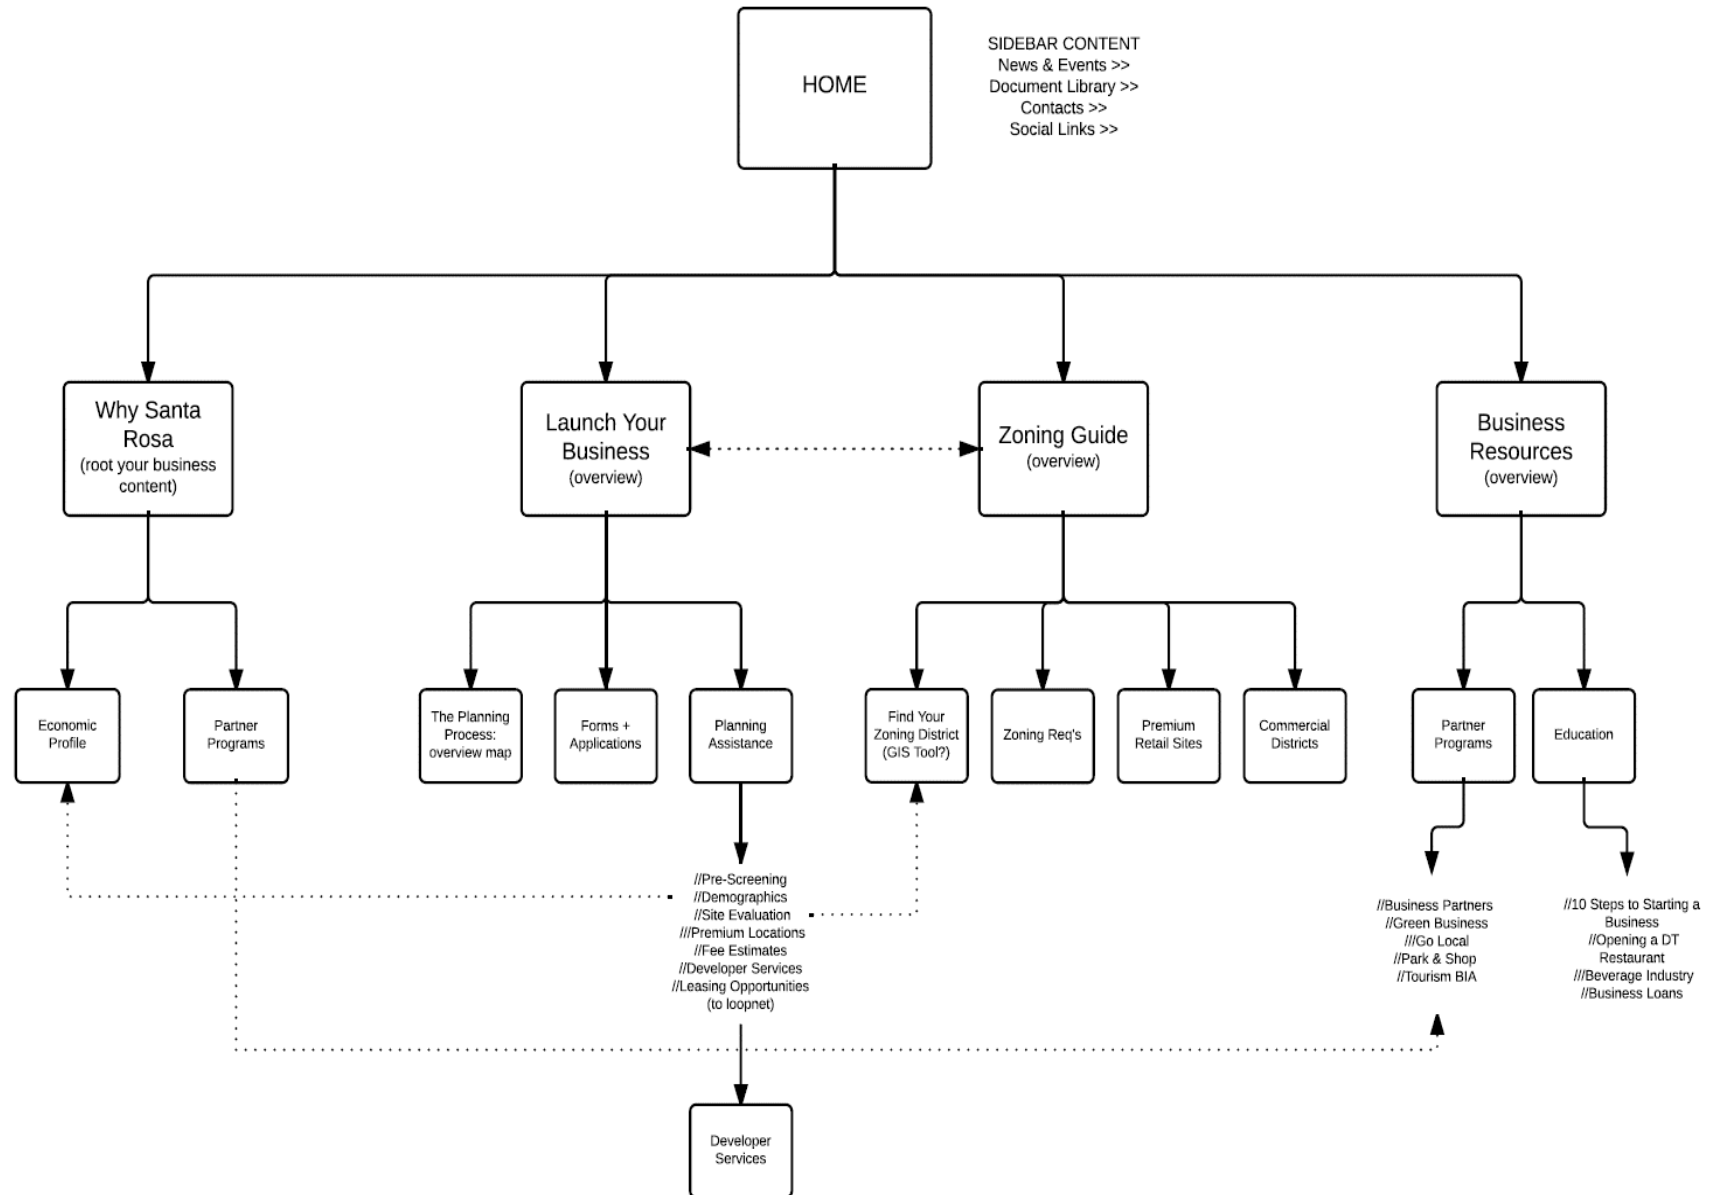 HOME
SIDEBAR CONTENT
News & Events >>
Document Library >>
Contacts >>
Social Links >>
Why Santa
Rosa
(root your business
content)
Launch Your
Business
(overview)
Zoning Guide
(overview)
Business
Resources
(overview)
Economic
Profile
Partner
Programs
The Planning
Process:
overview map
Forms +
Applications
Planning
Assistance
Find Your
Zoning District
(GIS Tool?)
Zoning Req's
Premium
Retail Sites
Commercial
Districts
Partner
Programs
Education
//Pre-Screening
//Demographics
//Site Evaluation
///Premium Locations
//Fee Estimates
//Developer Services
//Leasing Opportunities
(to loopnet)
//Business Partners
//Green Business
///Go Local
//Park & Shop
//Tourism BIA
//10 Steps to Starting a
Business
//Opening a DT
Restaurant
///Beverage Industry
//Business Loans
Developer
Services